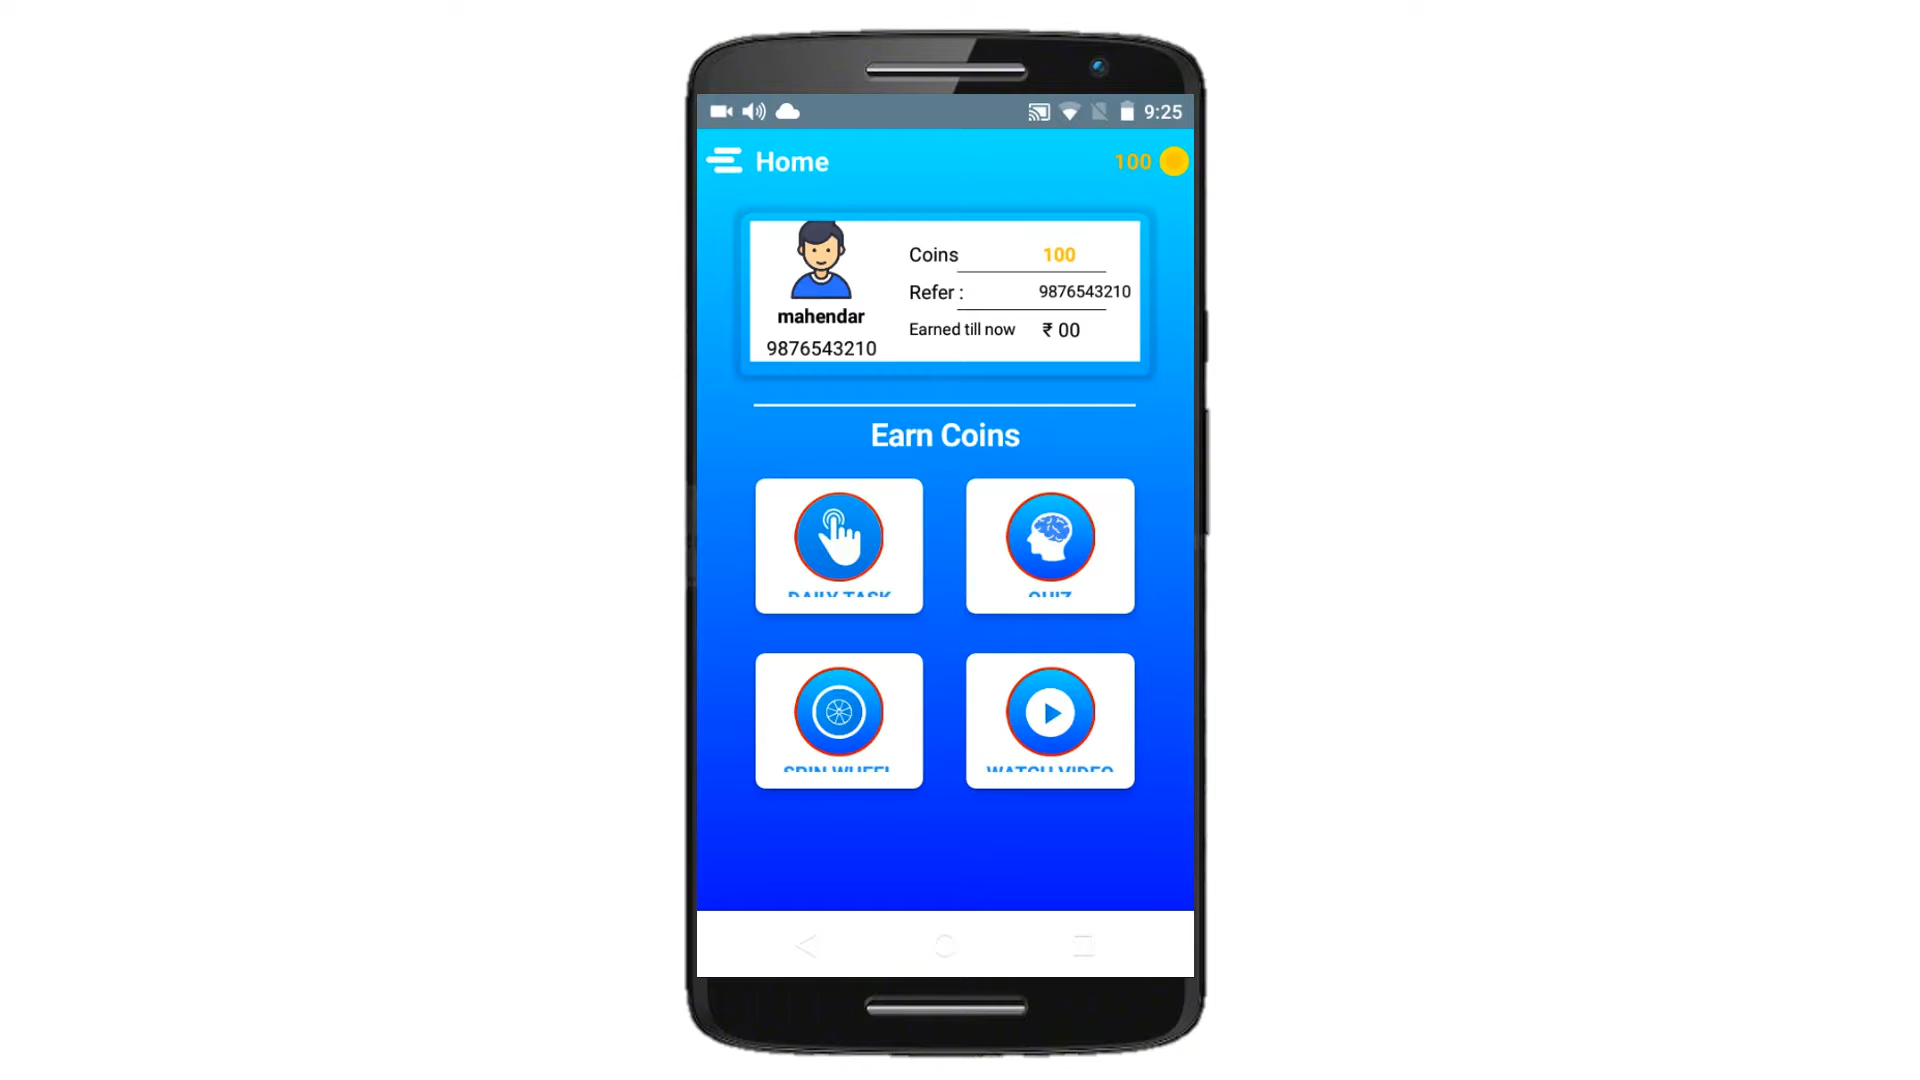 9:25
Home
100
Coins 100
Refer : 9876543210
Earned till now ₹ 00
mahendar
9876543210
Earn Coins
DAILY TASK
QUIZ
SPIN WHEEL
WATCH VIDEO